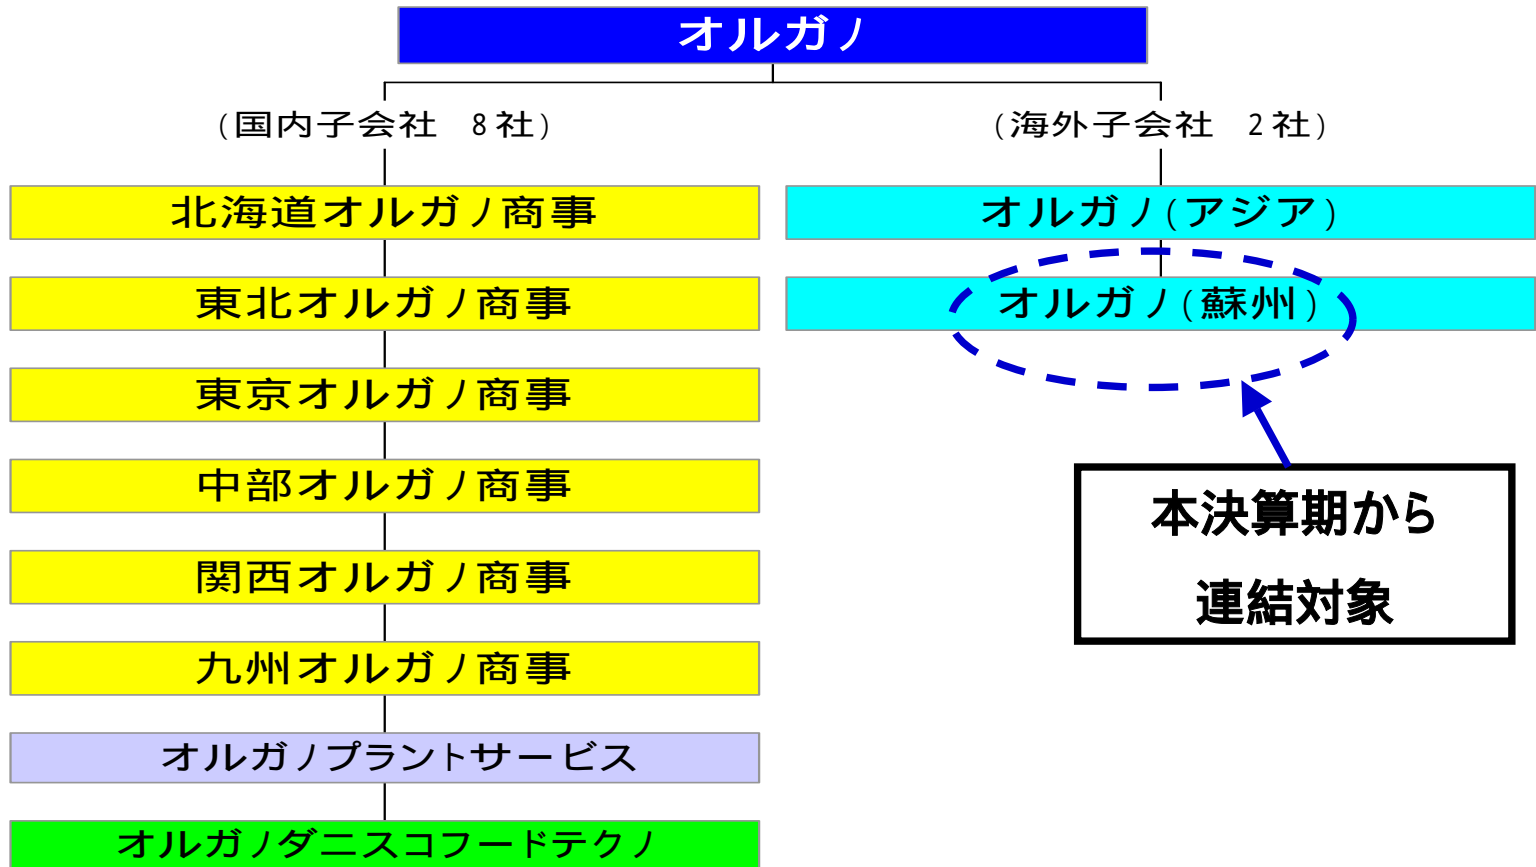 オルガノ
(国内子会社 8社)
北海道オルガノ商事
東北オルガノ商事
東京オルガノ商事
中部オルガノ商事
関西オルガノ商事
九州オルガノ商事
オルガノプラントサービス
オルガノダニスコフードテクノ
(海外子会社 2社)
オルガノ(アジア)
オルガノ(蘇州)
本決算期から
連結対象